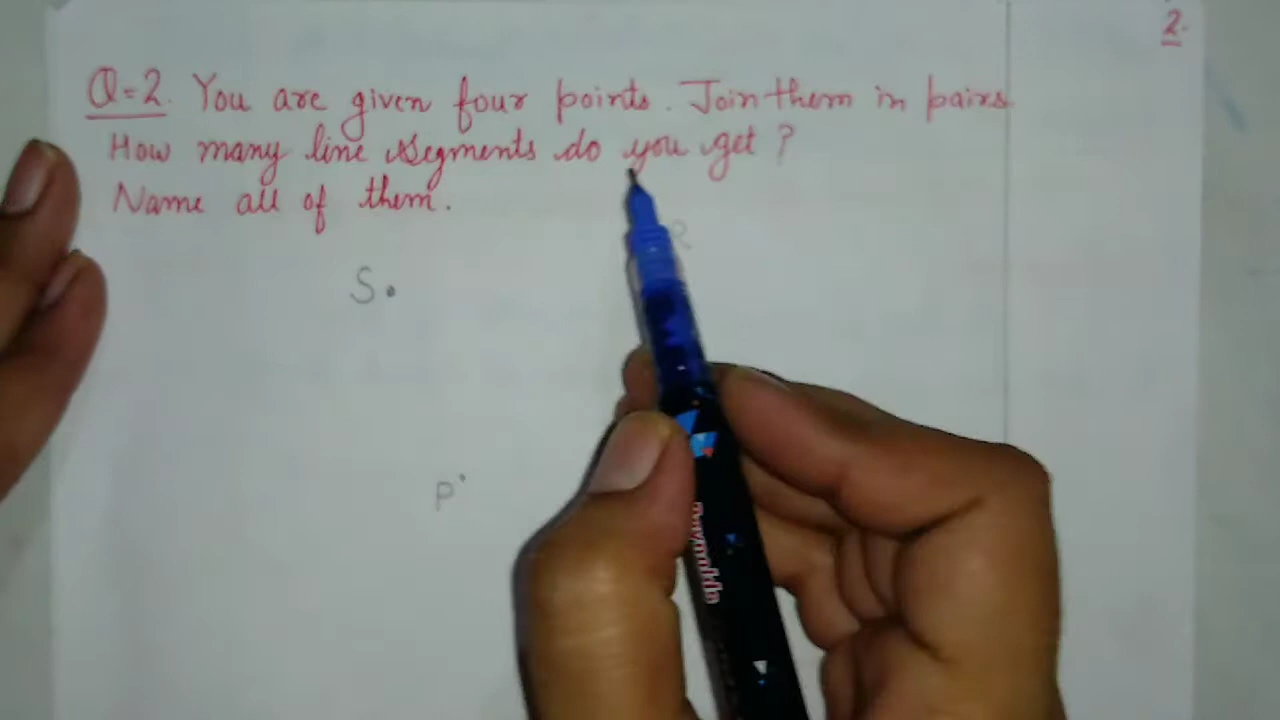 2.
Q=2. You are given four points. Join them in pairs
How many line segments do you get?
Name all of them.
R
S.
P
Raynolds